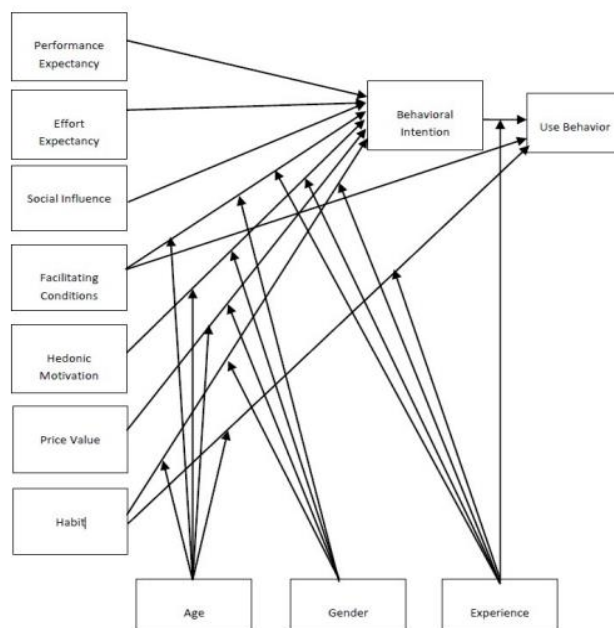 Performance
Expectancy
Effort
Expectancy
Social Influence
Facilitating
Conditions
Hedonic
Motivation
Price Value
Habit
Behavioral
Intention
Use Behavior
Age
Gender
Experience